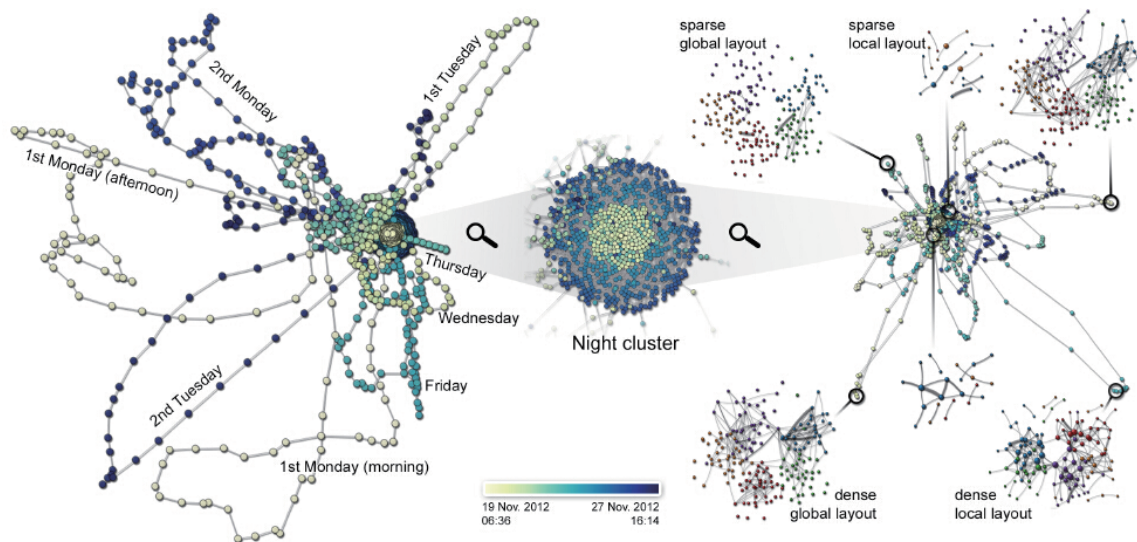 sparse
global layout
sparse
local layout
2nd Monday
1st Tuesday
1st Monday (afternoon)
Thursday
Wednesday
Night cluster
Friday
2nd Tuesday
1st Monday (morning)
19 Nov. 2012
06:36
27 Nov. 2012
16:14
dense
global layout
dense
local layout